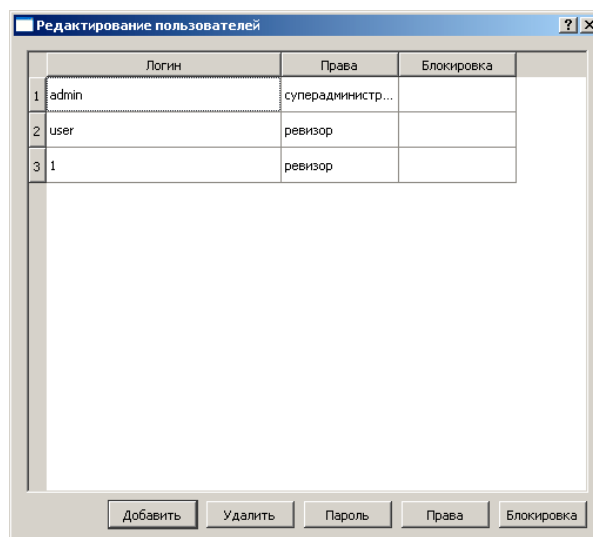 Редактирование пользователей
Логин Права Блокировка
1 admin суперадминистр...
2 user ревизор
3 1 ревизор
Добавить Удалить Пароль Права Блокировка